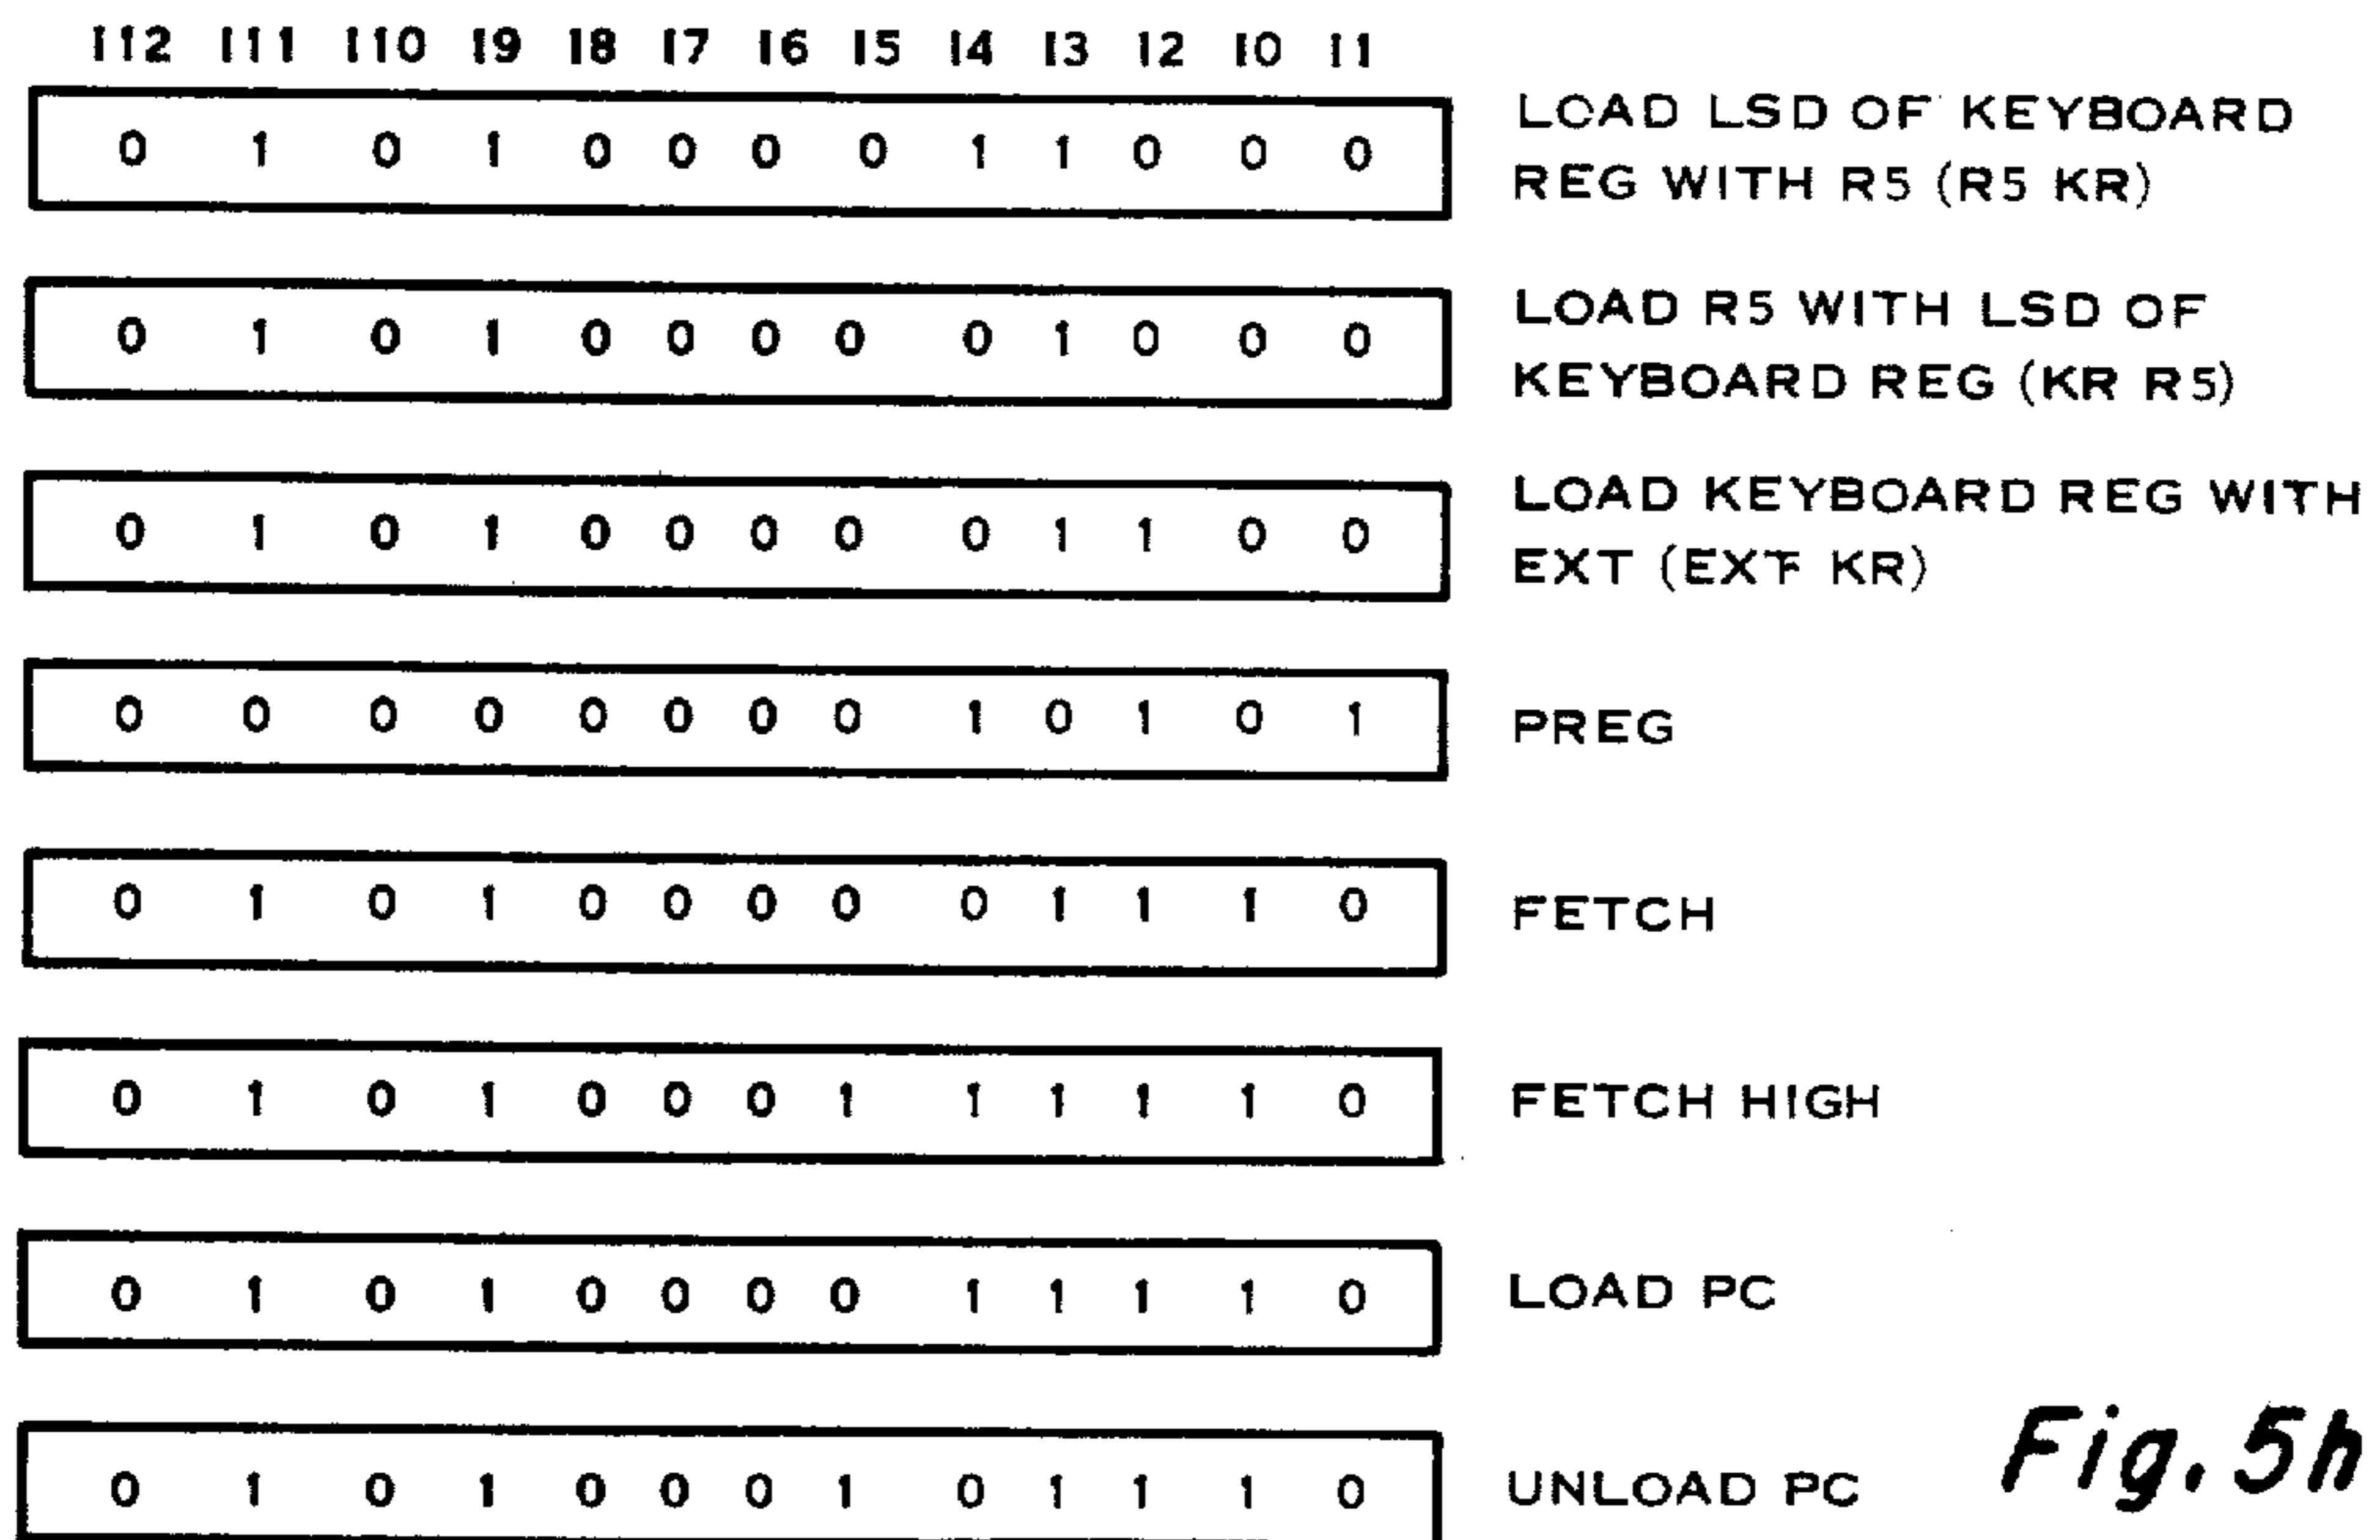 I12 I11 I10 I9 I8 I7 I6 I5 I4 I3 I2 I0 I1
0 1 0 1 0 0 0 0 1 1 0 0 0
LOAD LSD OF KEYBOARD
REG WITH R5 (R5 KR)
0 1 0 1 0 0 0 0 0 1 0 0 0
LOAD R5 WITH LSD OF
KEYBOARD REG (KR R5)
0 1 0 1 0 0 0 0 0 1 1 0 0
LOAD KEYBOARD REG WITH
EXT (EXT KR)
0 0 0 0 0 0 0 0 1 0 1 0 1 PREG
0 1 0 1 0 0 0 0 0 1 1 1 0 FETCH
0 1 0 1 0 0 0 1 1 1 1 1 0 FETCH HIGH
0 1 0 1 0 0 0 0 1 1 1 1 0 LOAD PC
0 1 0 1 0 0 0 1 0 1 1 1 0 UNLOAD PC
Fig. 5h